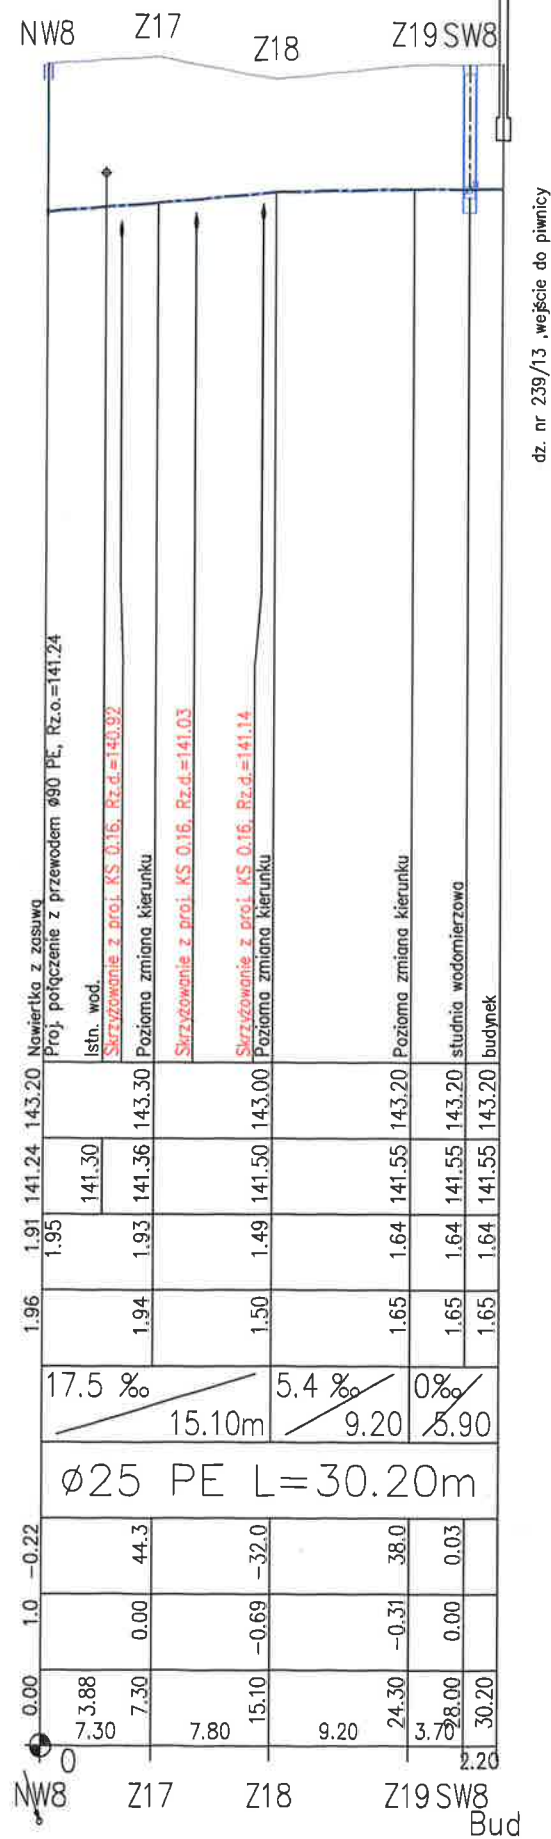 NW8 Z17 Z18 Z19 SW8
dz. nr 239/13 ,wejście do piwnicy
Nawiertka z zasuwą
Proj. połączenie z przewodem ø90 PE, Rz.o.=141.24
Istn. wod.
Skrzyżowanie z proj. KS 0.16, Rz.d.=140.92
Pozioma zmiana kierunku
Skrzyżowanie z proj. KS 0.16, Rz.d.=141.03
Skrzyżowanie z proj. KS 0.16, Rz.d.=141.14
Pozioma zmiana kierunku
Pozioma zmiana kierunku
studnia wodomierzowa
budynek
143.20 143.30 143.00 143.20 143.20 143.20
141.24 141.30 141.36 141.50 141.55 141.55 141.55
1.91 1.95 1.93 1.49 1.64 1.64 1.64
1.96 1.94 1.50 1.65 1.65 1.65
17.5 ‰ 5.4 ‰ 0‰
15.10m 9.20 5.90
ø25 PE L=30.20m
-0.22 44.3 -32.0 38.0 0.03
1.0 0.00 -0.69 -0.31 0.00
0.00 3.88 7.30 15.10 24.30 28.00 30.20
7.30 7.80 9.20 3.70 2.20
0
NW8 Z17 Z18 Z19 SW8
Bud